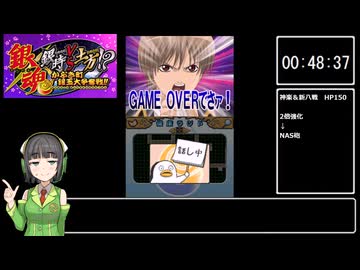 銀魂
銀時VS土方!?
かぶき町銀玉大争奪戦!!
GAME OVERでさァ!
話し中
00:48:37
神楽&新八戦 HP150
2倍強化
↓
NAS砲